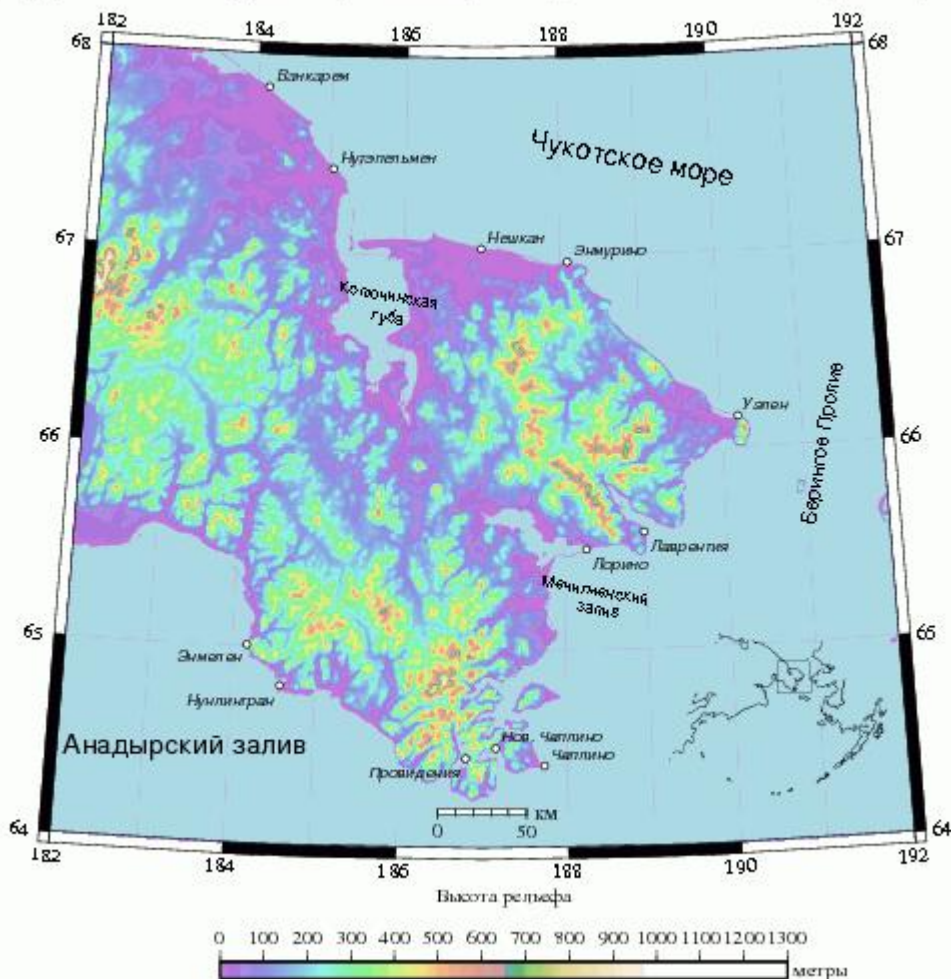 182
184
186
188
190
192
68
68
Ванкарем
Нутэпельмен
Чукотское море
67
67
Нешкан
Энмурино
Колючинская
губа
Уэлен
66
66
Берингов Пролив
Лаврентия
Лорино
Мечигменский
залив
65
65
Энмелен
Нунлингран
Анадырский залив
Нов. Чаплино
Чаплино
Провидения
км
0 50
64
64
182
184
186
188
190
192
Высота рельефа
0 100 200 300 400 500 600 700 800 900 1000 1100 1200 1300
метры